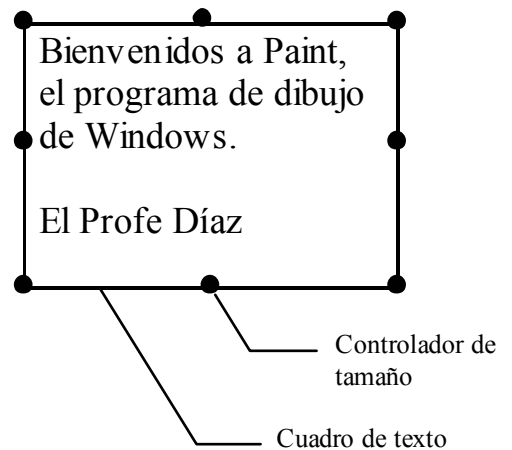 Bienvenidos a Paint,
el programa de dibujo
de Windows.
El Profe Díaz
Controlador de
tamaño
Cuadro de texto